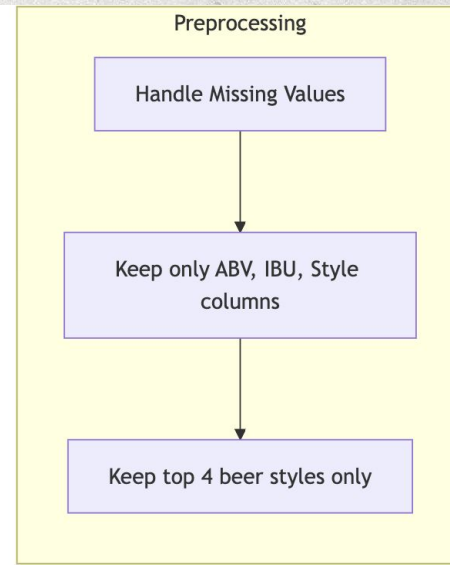 Preprocessing
Handle Missing Values
Keep only ABV, IBU, Style
columns
Keep top 4 beer styles only